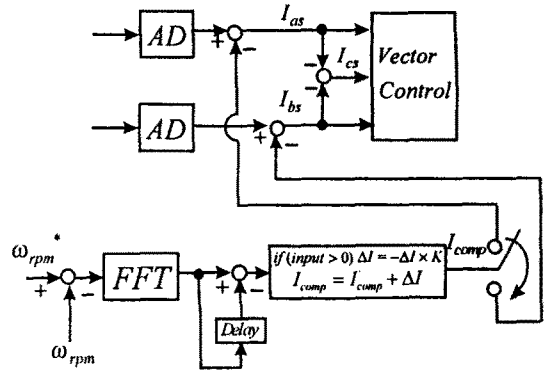 AD
+
−
I_as
−
I_cs
−
Vector
Control
AD
+
−
I_bs
ω_rpm*
+
−
FFT
+
−
Delay
if (input > 0) ΔI = −ΔI × K
I_comp = I_comp + ΔI
I_comp
ω_rpm